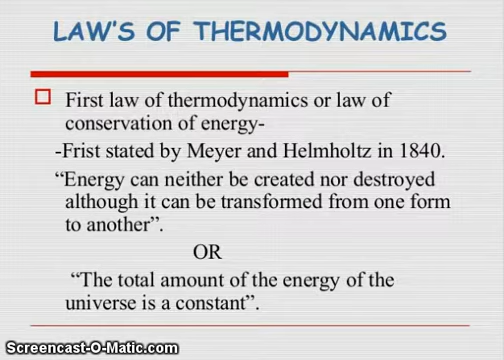 LAW'S OF THERMODYNAMICS
First law of thermodynamics or law of
conservation of energy-
-Frist stated by Meyer and Helmholtz in 1840.
“Energy can neither be created nor destroyed
although it can be transformed from one form
to another”.
OR
“The total amount of the energy of the
universe is a constant”.
Screencast-O-Matic.com